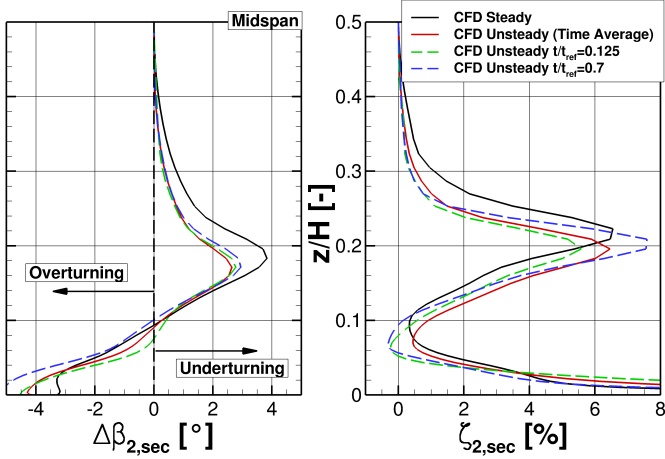 Midspan
Overturning
Underturning
-4 -2 0 2 4
Δβ2,sec [°]
CFD Steady
CFD Unsteady (Time Average)
CFD Unsteady t/tref=0.125
CFD Unsteady t/tref=0.7
0.5
0.4
0.3
0.2
0.1
0
z/H [-]
0 2 4 6 8
ζ2,sec [%]